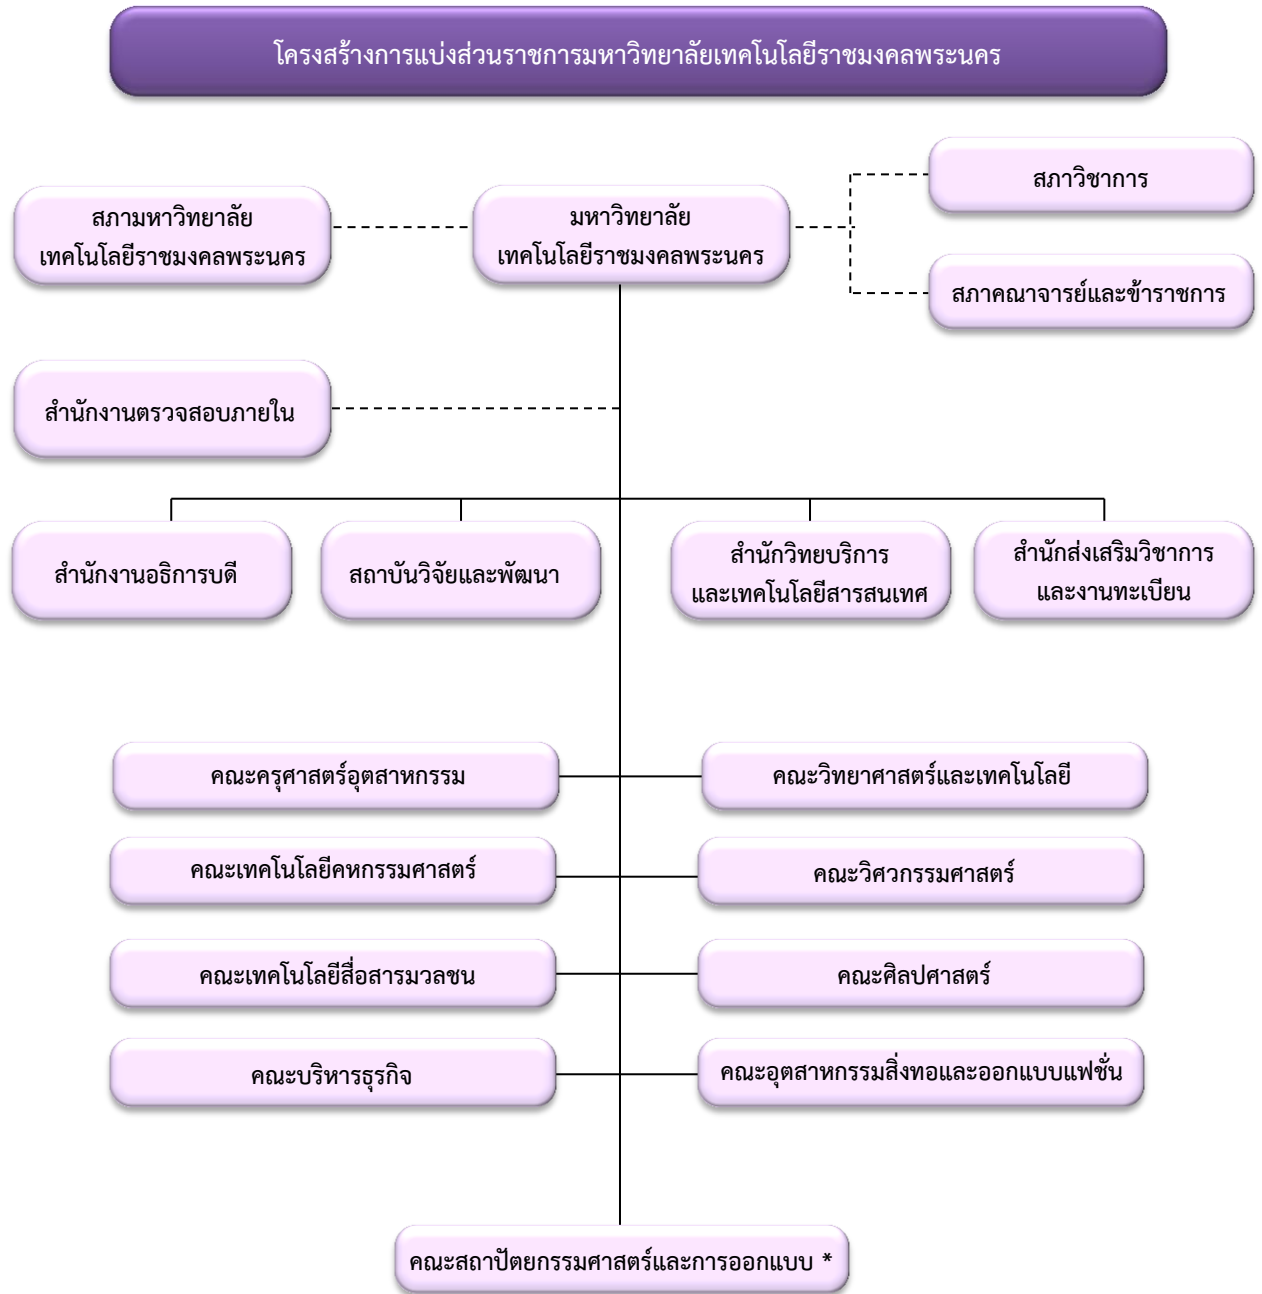 โครงสร้างการแบ่งส่วนราชการมหาวิทยาลัยเทคโนโลยีราชมงคลพระนคร
สภาวิชาการ
สภามหาวิทยาลัย
เทคโนโลยีราชมงคลพระนคร
มหาวิทยาลัย
เทคโนโลยีราชมงคลพระนคร
สภาคณาจารย์และข้าราชการ
สำนักงานตรวจสอบภายใน
สำนักงานอธิการบดี
สถาบันวิจัยและพัฒนา
สำนักวิทยบริการ
และเทคโนโลยีสารสนเทศ
สำนักส่งเสริมวิชาการ
และงานทะเบียน
คณะครุศาสตร์อุตสาหกรรม
คณะวิทยาศาสตร์และเทคโนโลยี
คณะเทคโนโลยีคหกรรมศาสตร์
คณะวิศวกรรมศาสตร์
คณะเทคโนโลยีสื่อสารมวลชน
คณะศิลปศาสตร์
คณะบริหารธุรกิจ
คณะอุตสาหกรรมสิ่งทอและออกแบบแฟชั่น
คณะสถาปัตยกรรมศาสตร์และการออกแบบ *